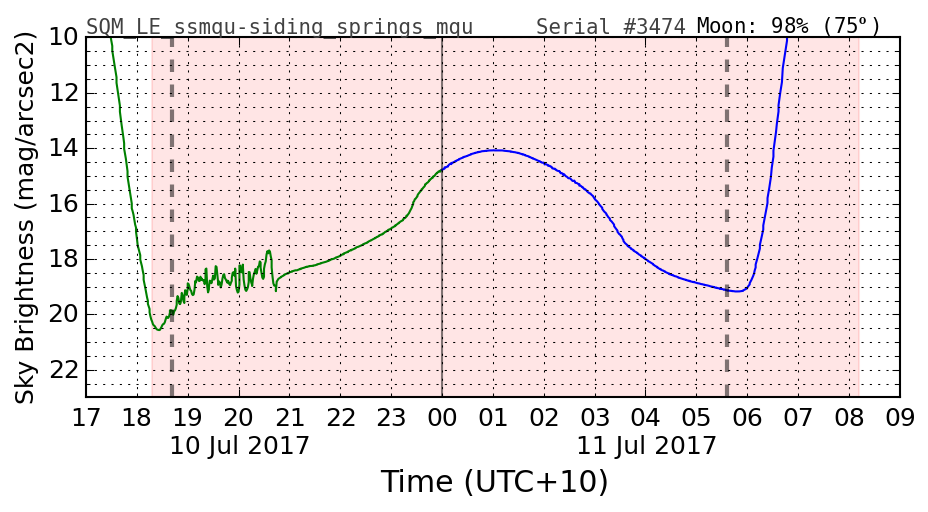 SQM_LE ssmqu-siding_springs_mqu Serial #3474 Moon: 98% (75°)
Sky Brightness (mag/arcsec2)
10
12
14
16
18
20
22
17 18 19 20 21 22 23 00 01 02 03 04 05 06 07 08 09
10 Jul 2017 11 Jul 2017
Time (UTC+10)